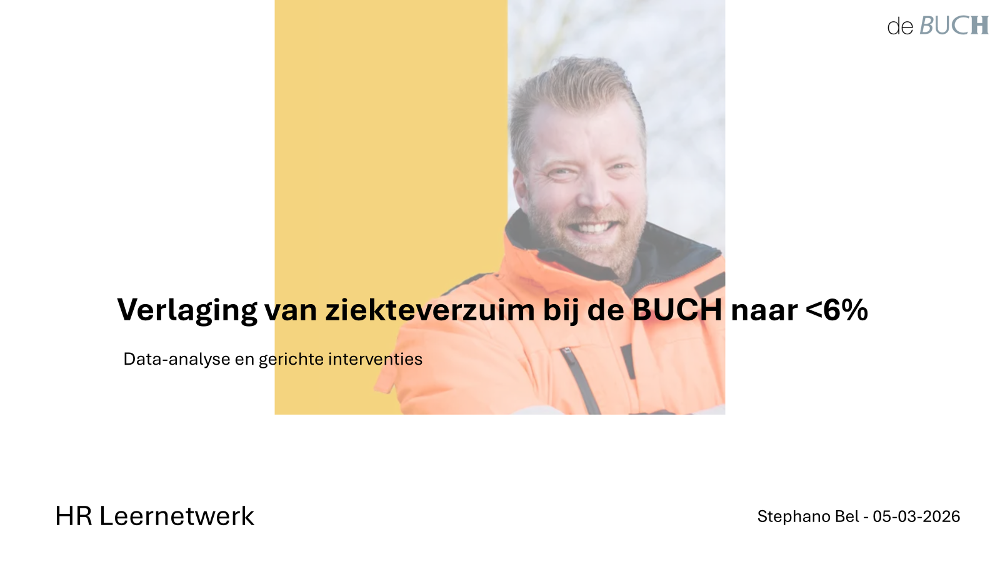 de BUCH
Verlaging van ziekteverzuim bij de BUCH naar <6%
Data-analyse en gerichte interventies
HR Leernetwerk
Stephano Bel - 05-03-2026